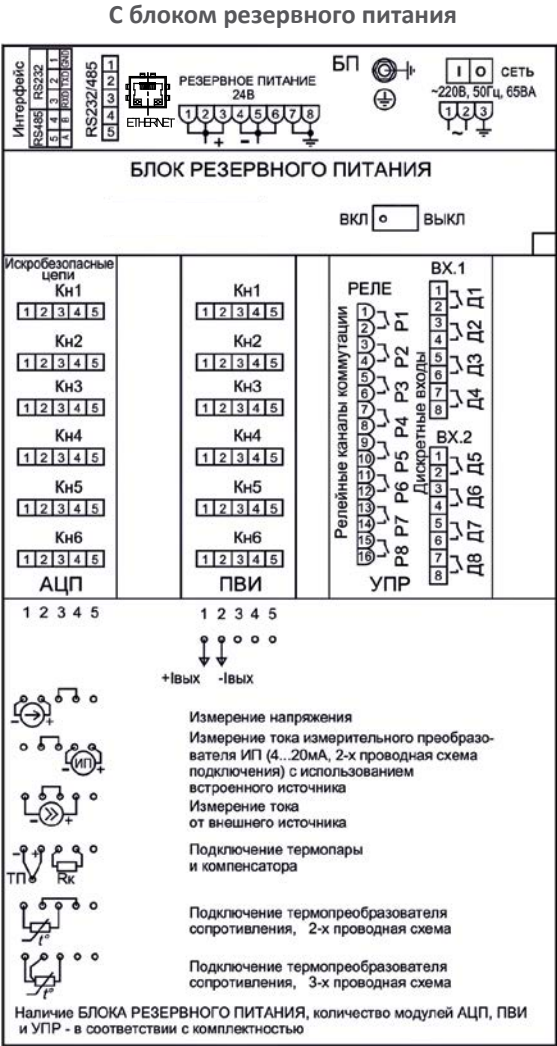 С блоком резервного питания
Интерфейс
RS485 RS232
5 4 3 2 1
A B RXD TXD GND
RS232/485
1
2
3
4
5
ETHERNET
РЕЗЕРВНОЕ ПИТАНИЕ
24В
1 2 3 4 5 6 7 8
+ -
БП
I O СЕТЬ
~220В, 50Гц, 65ВА
1 2 3
~
БЛОК РЕЗЕРВНОГО ПИТАНИЯ
ВКЛ ВЫКЛ
Искробезопасные
цепи
Кн1
1 2 3 4 5
Кн2
1 2 3 4 5
Кн3
1 2 3 4 5
Кн4
1 2 3 4 5
Кн5
1 2 3 4 5
Кн6
1 2 3 4 5
АЦП
Кн1
1 2 3 4 5
Кн2
1 2 3 4 5
Кн3
1 2 3 4 5
Кн4
1 2 3 4 5
Кн5
1 2 3 4 5
Кн6
1 2 3 4 5
ПВИ
РЕЛЕ
Релейные каналы коммутации
1
2
3
4
5
6
7
8
9
10
11
12
13
14
15
16
Р1
Р2
Р3
Р4
Р5
Р6
Р7
Р8
Дискретные входы
ВХ.1
1
2
3
4
5
6
7
8
Д1
Д2
Д3
Д4
ВХ.2
1
2
3
4
5
6
7
8
Д5
Д6
Д7
Д8
УПР
1 2 3 4 5
1 2 3 4 5
+Iвых -Iвых
- +
Измерение напряжения
- ИП +
Измерение тока измерительного преобразо-
вателя ИП (4...20мА, 2-х проводная схема
подключения) с использованием
встроенного источника
- +
Измерение тока
от внешнего источника
- +
ТП Rк
Подключение термопары
и компенсатора
t°
Подключение термопреобразователя
сопротивления, 2-х проводная схема
t°
Подключение термопреобразователя
сопротивления, 3-х проводная схема
Наличие БЛОКА РЕЗЕРВНОГО ПИТАНИЯ, количество модулей АЦП, ПВИ
и УПР - в соответствии с комплектностью